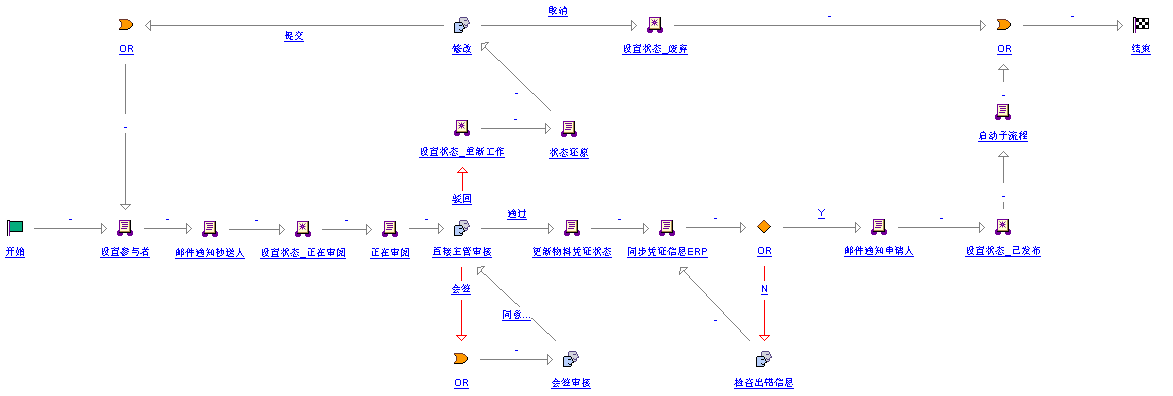 取消
提交
OR
修改
设置状态_废弃
OR
结束
启动子流程
设置状态_重新工作
状态还原
驳回
通过
Y
开始
设置参与者
邮件通知抄送人
设置状态_正在审阅
正在审阅
直接主管审核
更新物料凭证状态
同步凭证信息ERP
OR
邮件通知申请人
设置状态_已发布
会签
N
同意...
OR
会签审核
检查出错信息